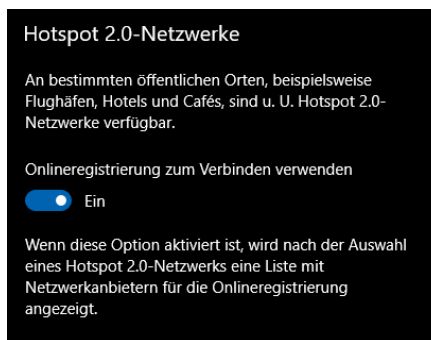 Hotspot 2.0-Netzwerke
An bestimmten öffentlichen Orten, beispielsweise
Flughäfen, Hotels und Cafés, sind u. U. Hotspot 2.0-
Netzwerke verfügbar.
Onlineregistrierung zum Verbinden verwenden
Ein
Wenn diese Option aktiviert ist, wird nach der Auswahl
eines Hotspot 2.0-Netzwerks eine Liste mit
Netzwerkanbietern für die Onlineregistrierung
angezeigt.